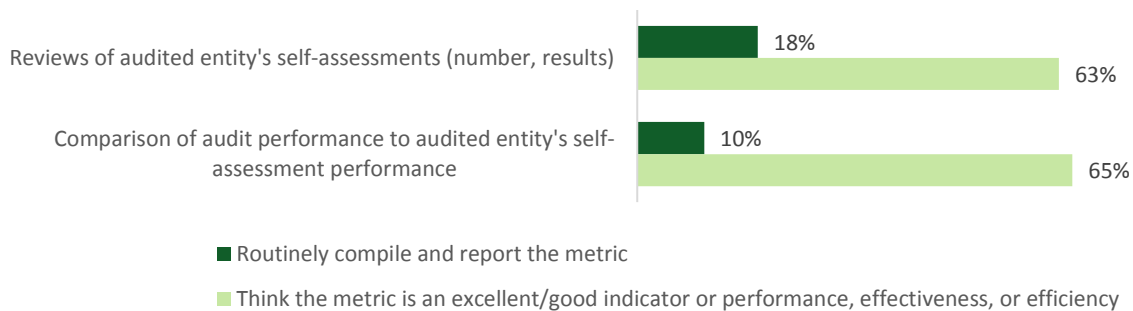 Reviews of audited entity's self-assessments (number, results)
18%
63%
Comparison of audit performance to audited entity's self-
assessment performance
10%
65%
Routinely compile and report the metric
Think the metric is an excellent/good indicator or performance, effectiveness, or efficiency